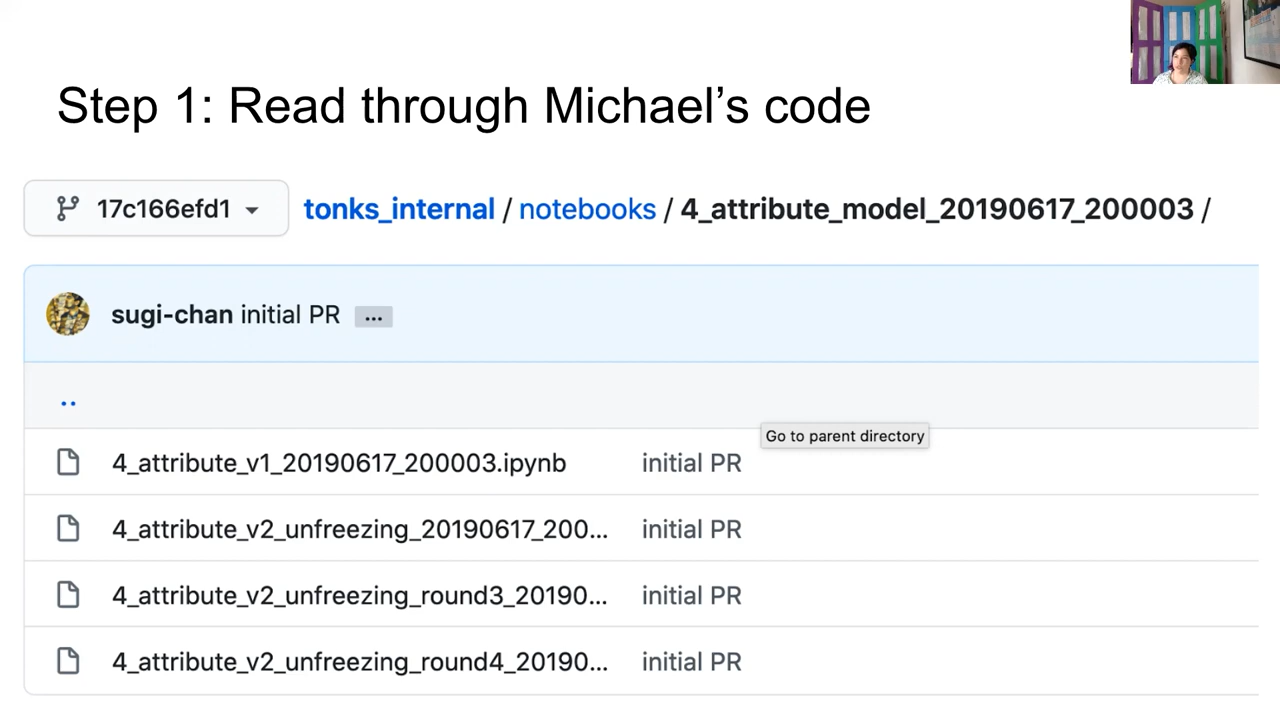 Step 1: Read through Michael’s code
17c166efd1 tonks_internal / notebooks / 4_attribute_model_20190617_200003 /
sugi-chan initial PR ...
..
Go to parent directory
4_attribute_v1_20190617_200003.ipynb initial PR
4_attribute_v2_unfreezing_20190617_200... initial PR
4_attribute_v2_unfreezing_round3_20190... initial PR
4_attribute_v2_unfreezing_round4_20190... initial PR